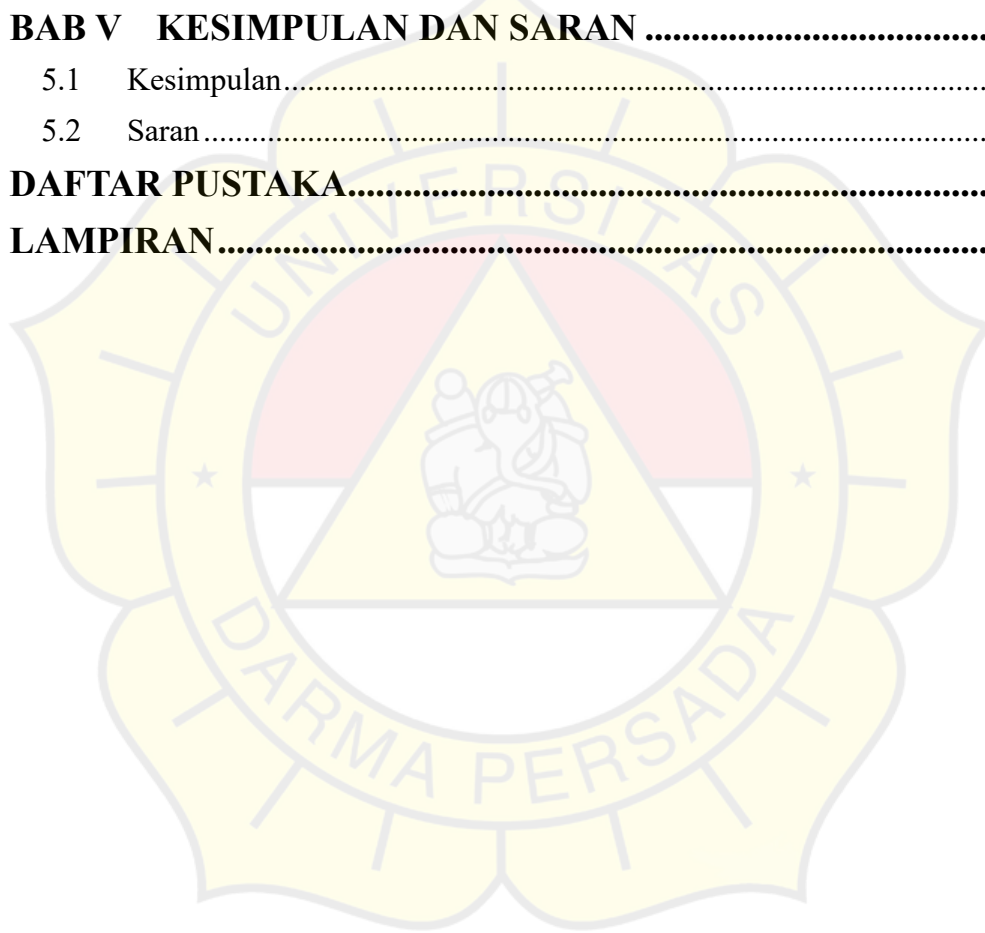 BAB V KESIMPULAN DAN SARAN ....................................
5.1 Kesimpulan.......................................................................................
5.2 Saran.................................................................................................
DAFTAR PUSTAKA.....................................................................
LAMPIRAN...................................................................................
UNIVERSITAS
DARMA PERSADA